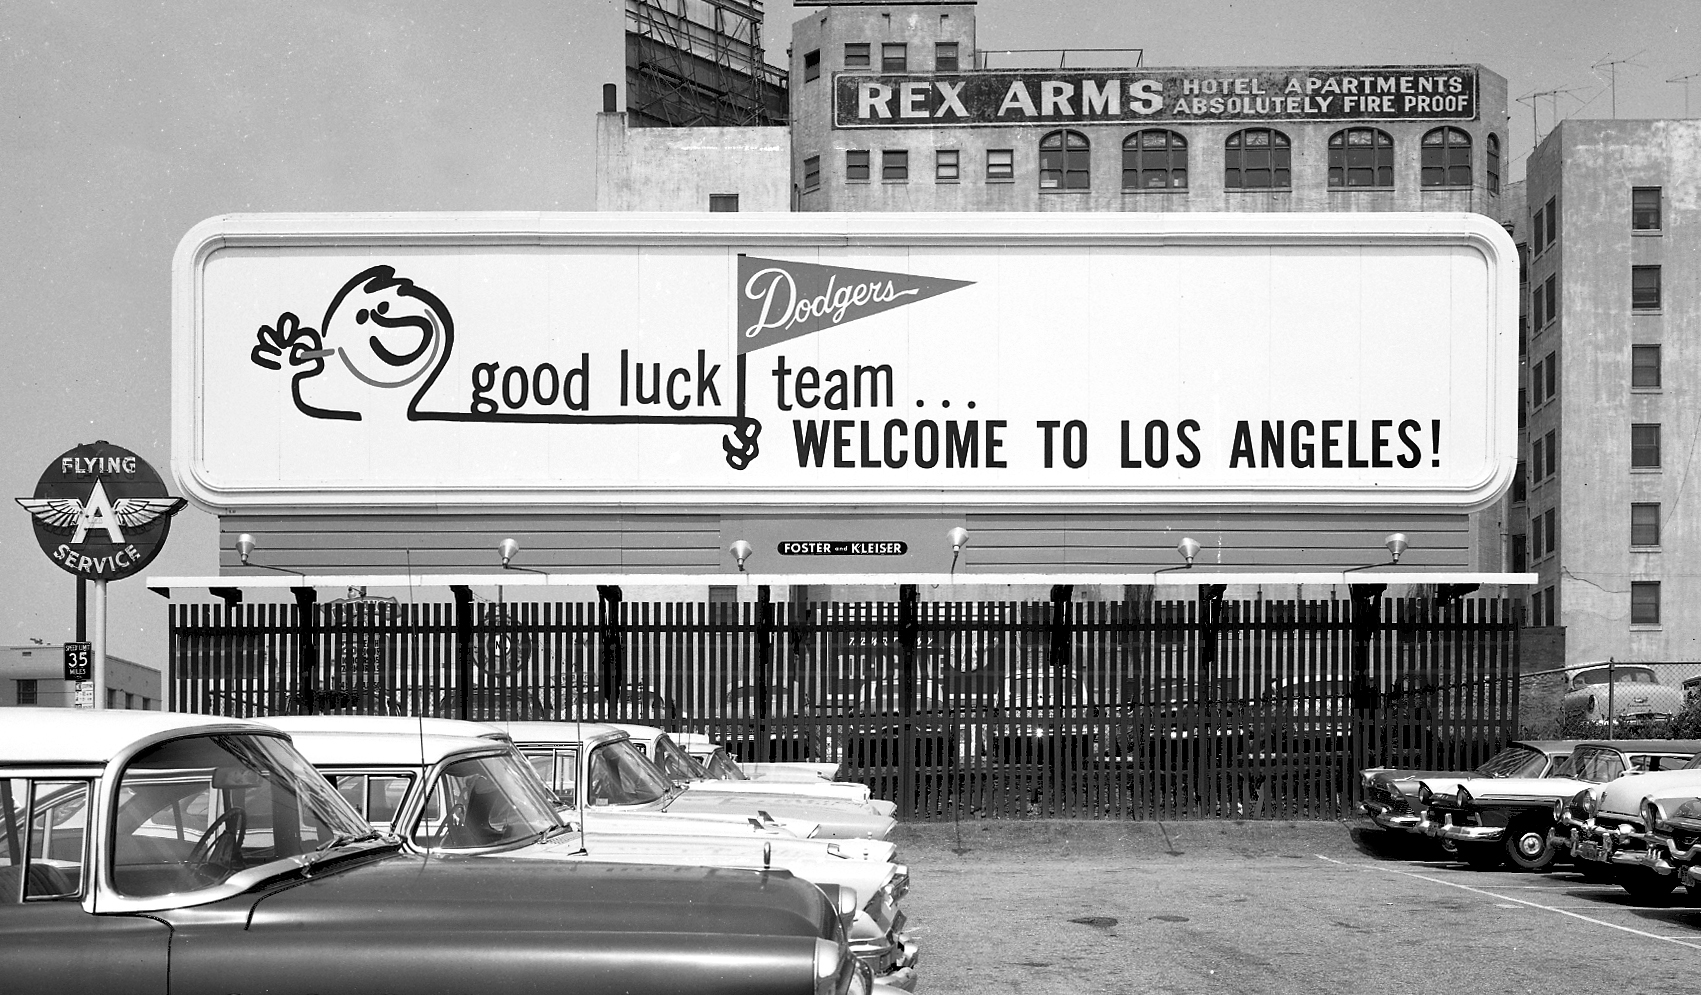 REX ARMS HOTEL APARTMENTS
ABSOLUTELY FIRE PROOF
Dodgers
good luck team...
WELCOME TO LOS ANGELES!
FLYING
A
SERVICE
FOSTER and KLEISER
SPEED LIMIT
35
MILES